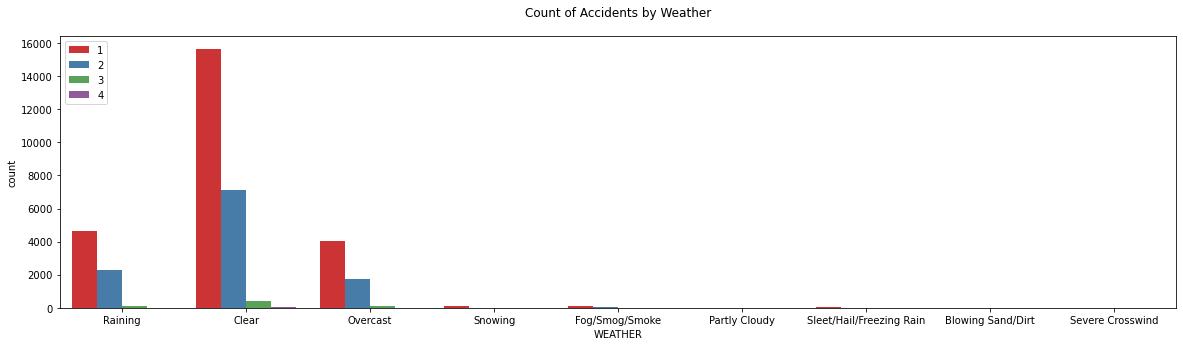 Count of Accidents by Weather
16000
14000
12000
10000
8000
6000
4000
2000
0
count
1
2
3
4
Raining
Clear
Overcast
Snowing
Fog/Smog/Smoke
Partly Cloudy
Sleet/Hail/Freezing Rain
Blowing Sand/Dirt
Severe Crosswind
WEATHER